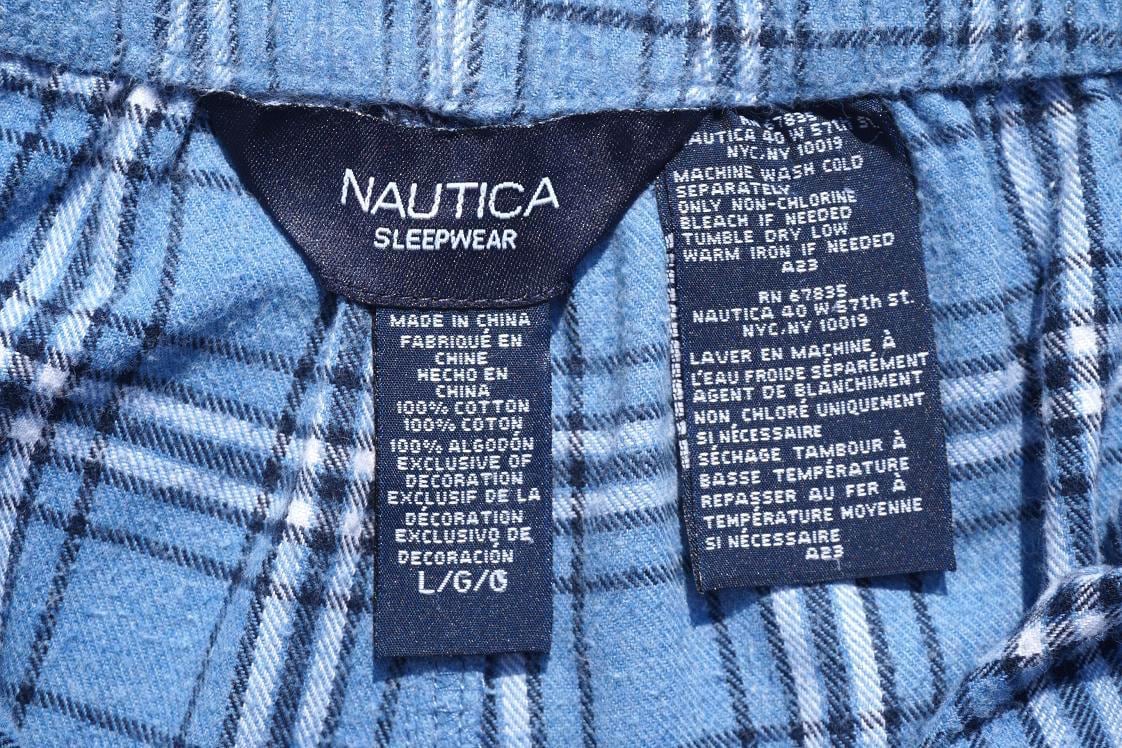 NAUTICA
SLEEPWEAR
MADE IN CHINA
FABRIQUÉ EN
CHINE
HECHO EN
CHINA
100% COTTON
100% COTON
100% ALGODÓN
EXCLUSIVE OF
DECORATION
EXCLUSIF DE LA
DÉCORATION
EXCLUSIVO DE
DECORACIÓN
L/G/G
RN 67835
NAUTICA 40 W 57th St.
NYC.NY 10019
MACHINE WASH COLD
SEPARATELY
ONLY NON-CHLORINE
BLEACH IF NEEDED
TUMBLE DRY LOW
WARM IRON IF NEEDED
A23
RN 67835
NAUTICA 40 W 57th St.
NYC.NY 10019
LAVER EN MAÇHINE À
L'EAU FROIDE SÉPARÉMENT
AGENT DE BLANCHIMENT
NON CHLORÉ UNIQUEMENT
SI NÉCESSAIRE
SÉCHAGE TAMBOUR À
BASSE TEMPÉRATURE
REPASSER AU FER À
TEMPÉRATURE MOYENNE
SI NÉCESSAIRE
A23